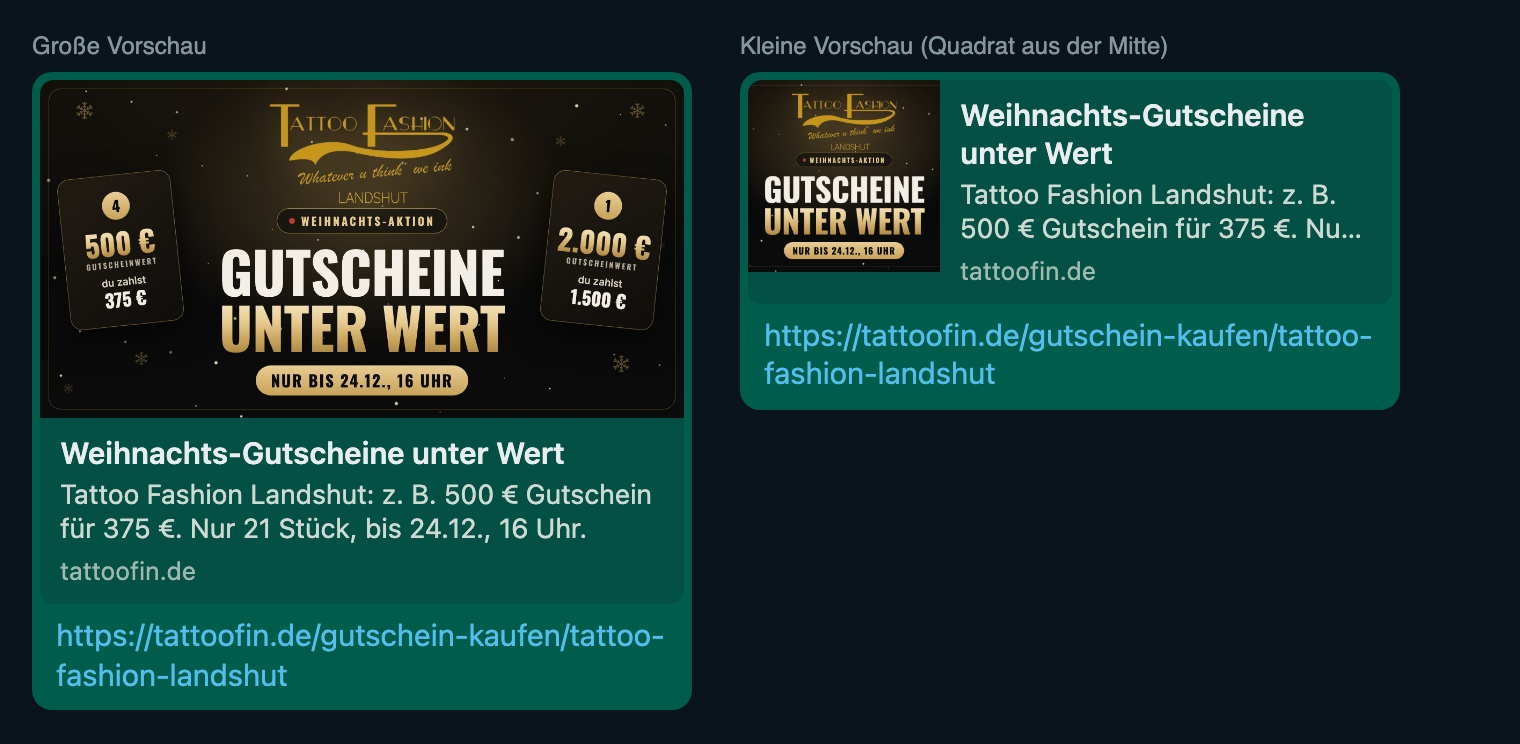 Große Vorschau
TATTOO FASHION
Whatever u think we ink
LANDSHUT
WEIHNACHTS-AKTION
GUTSCHEINE
UNTER WERT
NUR BIS 24.12., 16 UHR
4
500 €
GUTSCHEINWERT
du zahlst
375 €
1
2.000 €
GUTSCHEINWERT
du zahlst
1.500 €
Weihnachts-Gutscheine unter Wert
Tattoo Fashion Landshut: z. B. 500 € Gutschein
für 375 €. Nur 21 Stück, bis 24.12., 16 Uhr.
tattoofin.de
https://tattoofin.de/gutschein-kaufen/tattoo-
fashion-landshut
Kleine Vorschau (Quadrat aus der Mitte)
TATTOO FASHION
Whatever u think we ink
LANDSHUT
WEIHNACHTS-AKTION
GUTSCHEINE
UNTER WERT
NUR BIS 24.12., 16 UHR
Weihnachts-Gutscheine
unter Wert
Tattoo Fashion Landshut: z. B.
500 € Gutschein für 375 €. Nu...
tattoofin.de
https://tattoofin.de/gutschein-kaufen/tattoo-
fashion-landshut